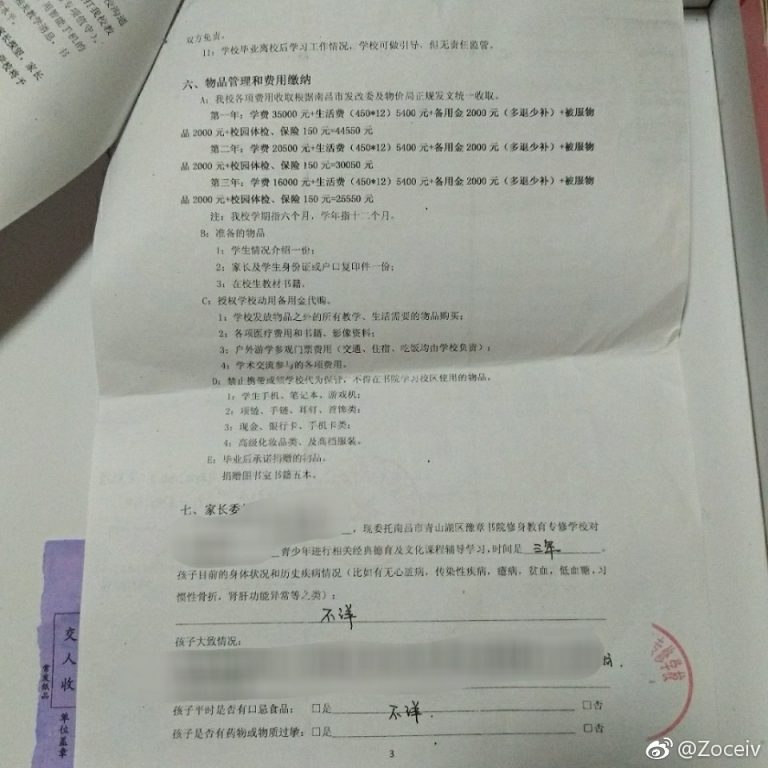 双方免责。
11：学校毕业离校后学习工作情况，学校可做引导，但无责任监管。
六、物品管理和费用缴纳
A：我校各项费用收取根据南昌市发改委及物价局正规发文统一收取。
第一年：学费 35000 元+生活费（450*12）5400 元+备用金 2000 元（多退少补）+被服物
品 2000 元+校园体检、保险 150 元=44550 元
第二年：学费 20500 元+生活费（450*12）5400 元+备用金 2000 元（多退少补）+被服物
品 2000 元+校园体检、保险 150 元=30050 元
第三年：学费 16000 元+生活费（450*12）5400 元+备用金 2000 元（多退少补）+被服物
品 2000 元+校园体检、保险 150 元=25550 元
注：我校学期指六个月，学年指十二个月。
B：准备的物品
1：学生情况介绍一份；
2：家长及学生身份证或户口复印件一份；
3：在校生教材书籍。
C：授权学校动用备用金代购。
1：学校发放物品之外的所有教学、生活需要的物品购买；
2：各项医疗费用和书籍、影像资料；
3：户外游学参观门票费用（交通、住宿、吃饭均由学校负责）；
4：学术交流参与的各项费用。
D：禁止携带或须学校代为保管，不得在书院学习校区使用的物品。
1：学生手机、笔记本、游戏机；
2：项链、手链、耳钉、首饰类；
3：现金、银行卡、手机卡类；
4：高级化妆品类、及高档服装。
E：毕业后承诺捐赠的物品。
捐赠图书室书籍五本。
七、家长委
，现委托南昌市青山湖区豫章书院修身教育专修学校对
青少年进行相关经典德育及文化课程辅导学习，时间是 三年 。
孩子目前的身体状况和历史疾病情况（比如有无心脏病，传染性疾病，癔病，贫血，低血糖，习
惯性骨折，肾肝功能异常等之类）：
不详
孩子大致情况：
孩子平时是否有口忌食品：□是 不详. □否
孩子是否有药物或物质过敏：□是 □否
3
交人收
单位盖章
@Zoceiv